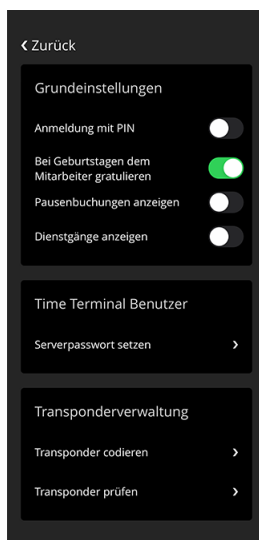 Zurück
Grundeinstellungen
Anmeldung mit PIN
Bei Geburtstagen dem
Mitarbeiter gratulieren
Pausenbuchungen anzeigen
Dienstgänge anzeigen
Time Terminal Benutzer
Serverpasswort setzen
Transponderverwaltung
Transponder codieren
Transponder prüfen